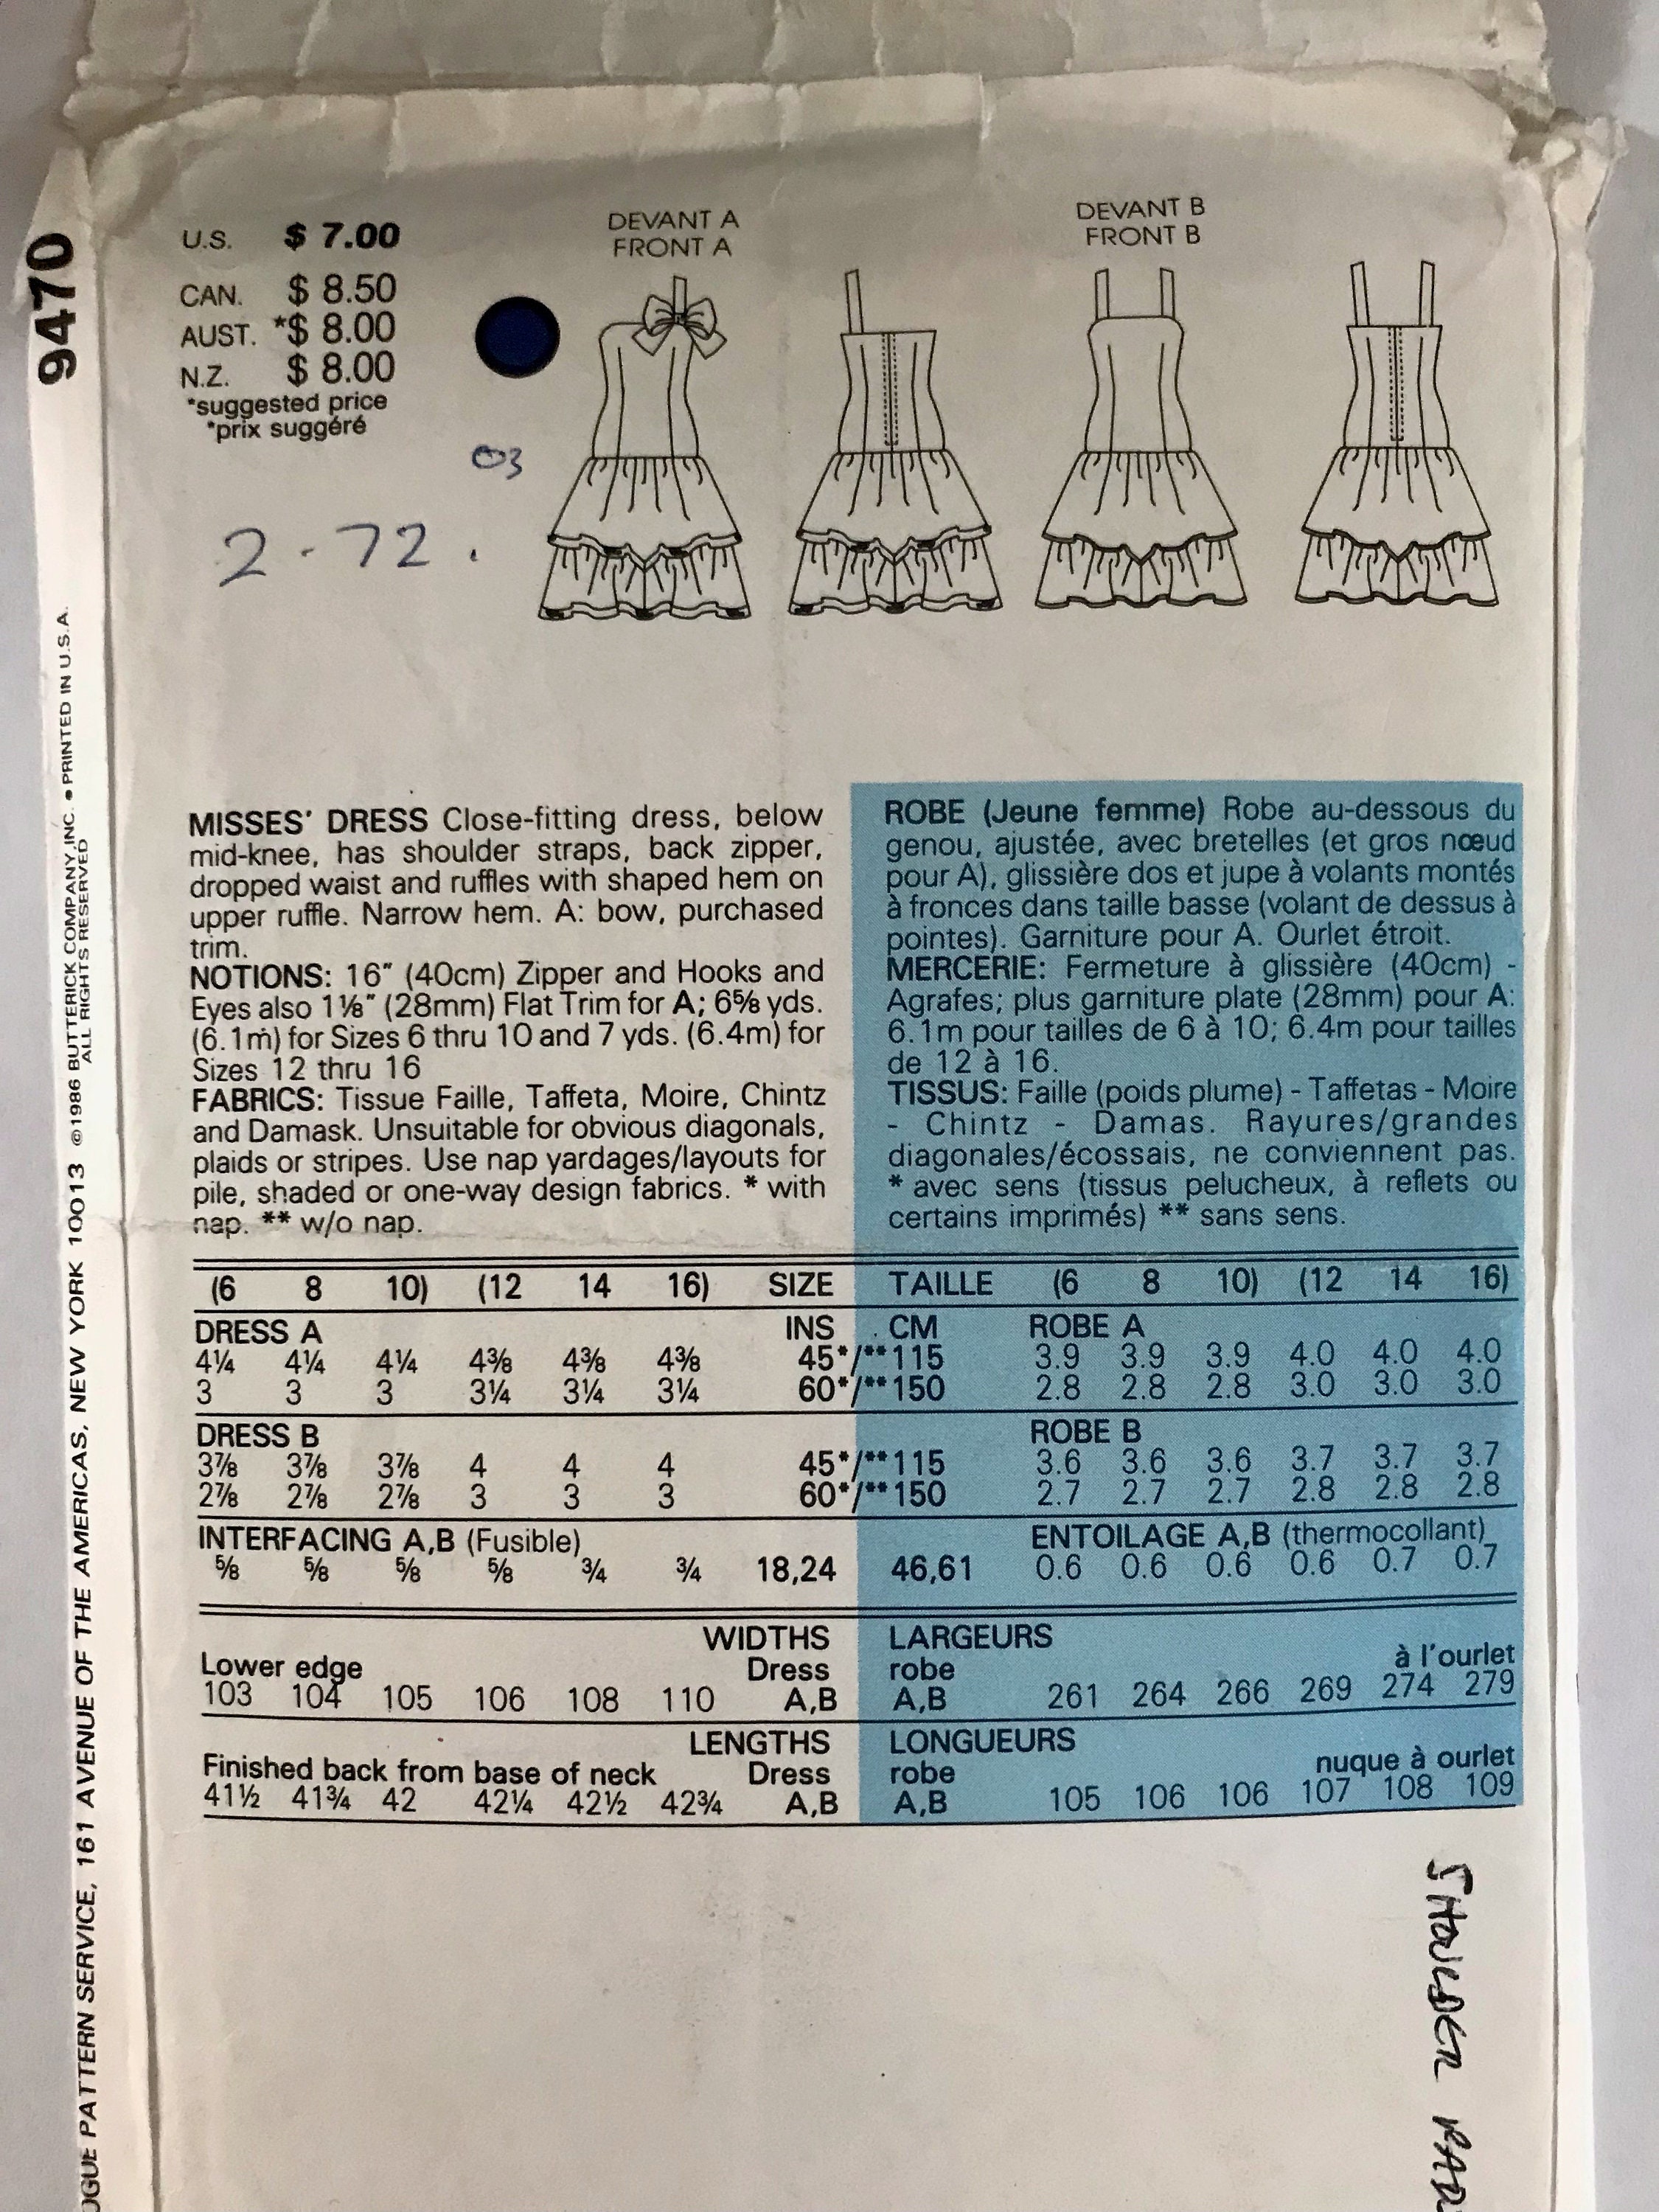 9470
©1986 BUTTERICK COMPANY, INC. • PRINTED IN U.S.A.
ALL RIGHTS RESERVED
PATTERN SERVICE, 161 AVENUE OF THE AMERICAS, NEW YORK 10013
U.S. $ 7.00
CAN. $ 8.50
AUST. *$ 8.00
N.Z. $ 8.00
*suggested price
*prix suggéré
03
2-72.
DEVANT A
FRONT A
DEVANT B
FRONT B
MISSES' DRESS Close-fitting dress, below
mid-knee, has shoulder straps, back zipper,
dropped waist and ruffles with shaped hem on
upper ruffle. Narrow hem. A: bow, purchased
trim.
NOTIONS: 16" (40cm) Zipper and Hooks and
Eyes also 1⅛" (28mm) Flat Trim for A; 6⅝ yds.
(6.1m) for Sizes 6 thru 10 and 7 yds. (6.4m) for
Sizes 12 thru 16
FABRICS: Tissue Faille, Taffeta, Moire, Chintz
and Damask. Unsuitable for obvious diagonals,
plaids or stripes. Use nap yardages/layouts for
pile, shaded or one-way design fabrics. * with
nap. ** w/o nap.
ROBE (Jeune femme) Robe au-dessous du
genou, ajustée, avec bretelles (et gros nœud
pour A), glissière dos et jupe à volants montés
à fronces dans taille basse (volant de dessus à
pointes). Garniture pour A. Ourlet étroit.
MERCERIE: Fermeture à glissière (40cm) -
Agrafes; plus garniture plate (28mm) pour A:
6.1m pour tailles de 6 à 10; 6.4m pour tailles
de 12 à 16.
TISSUS: Faille (poids plume) - Taffetas - Moire
- Chintz - Damas. Rayures/grandes
diagonales/écossais, ne conviennent pas.
* avec sens (tissus pelucheux, à reflets ou
certains imprimés) ** sans sens.
(6 8 10) (12 14 16) SIZE TAILLE (6 8 10) (12 14 16)
DRESS A INS CM ROBE A
4¼ 4¼ 4¼ 4⅜ 4⅜ 4⅜ 45*/**115 3.9 3.9 3.9 4.0 4.0 4.0
3 3 3 3¼ 3¼ 3¼ 60*/**150 2.8 2.8 2.8 3.0 3.0 3.0
DRESS B ROBE B
3⅞ 3⅞ 3⅞ 4 4 4 45*/**115 3.6 3.6 3.6 3.7 3.7 3.7
2⅞ 2⅞ 2⅞ 3 3 3 60*/**150 2.7 2.7 2.7 2.8 2.8 2.8
INTERFACING A,B (Fusible) ENTOILAGE A,B (thermocollant)
⅝ ⅝ ⅝ ⅝ ¾ ¾ 18,24 46,61 0.6 0.6 0.6 0.6 0.7 0.7
WIDTHS LARGEURS
Lower edge Dress robe à l'ourlet
103 104 105 106 108 110 A,B A,B 261 264 266 269 274 279
LENGTHS LONGUEURS
Finished back from base of neck Dress robe nuque à ourlet
41½ 41¾ 42 42¼ 42½ 42¾ A,B A,B 105 106 106 107 108 109
SHOULDER